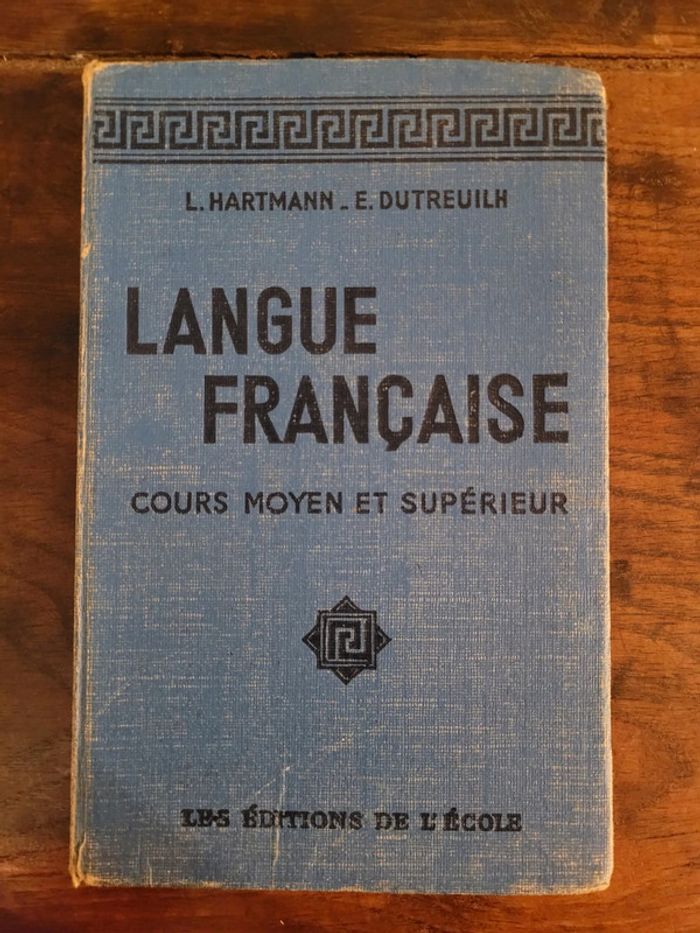 L. HARTMANN - E. DUTREUILH
LANGUE
FRANÇAISE
COURS MOYEN ET SUPÉRIEUR
LES ÉDITIONS DE L'ÉCOLE